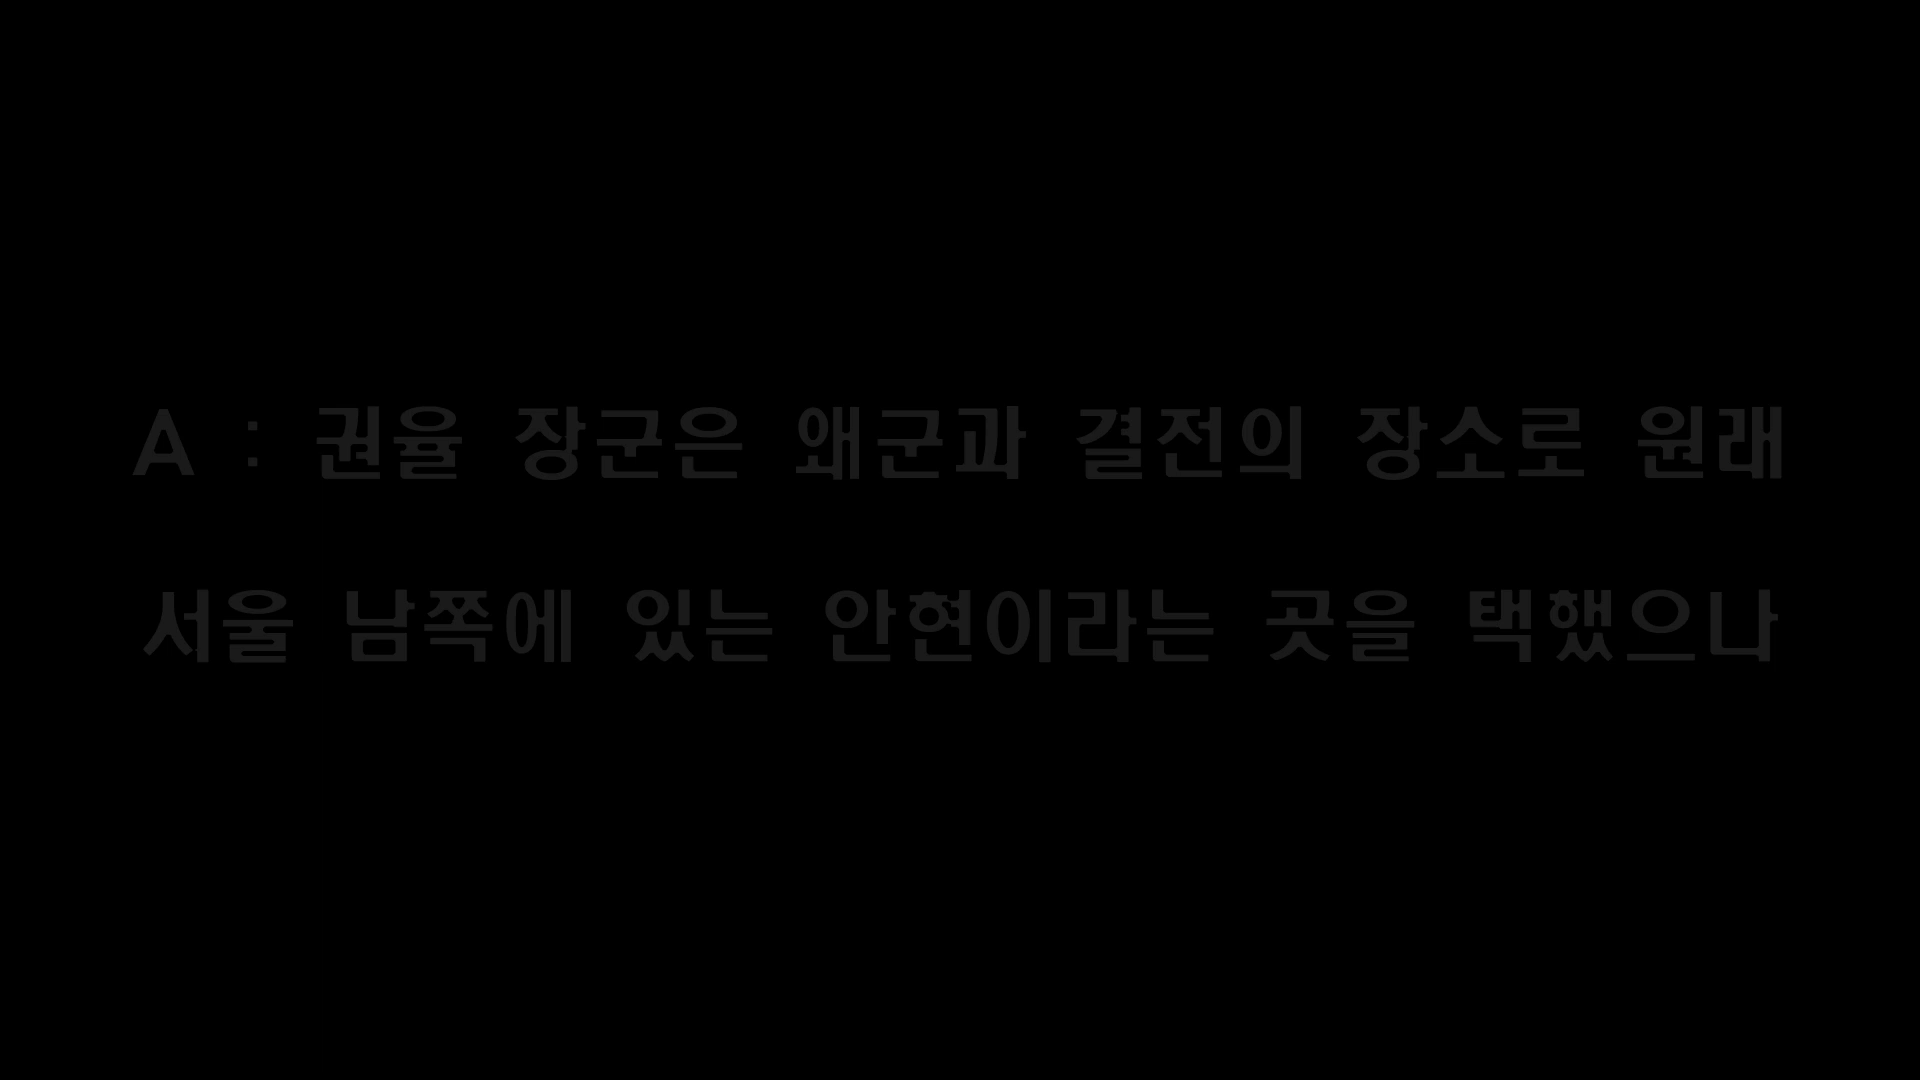 A : 권율 장군은 왜군과 결전의 장소로 원래
서울 남쪽에 있는 안현이라는 곳을 택했으나